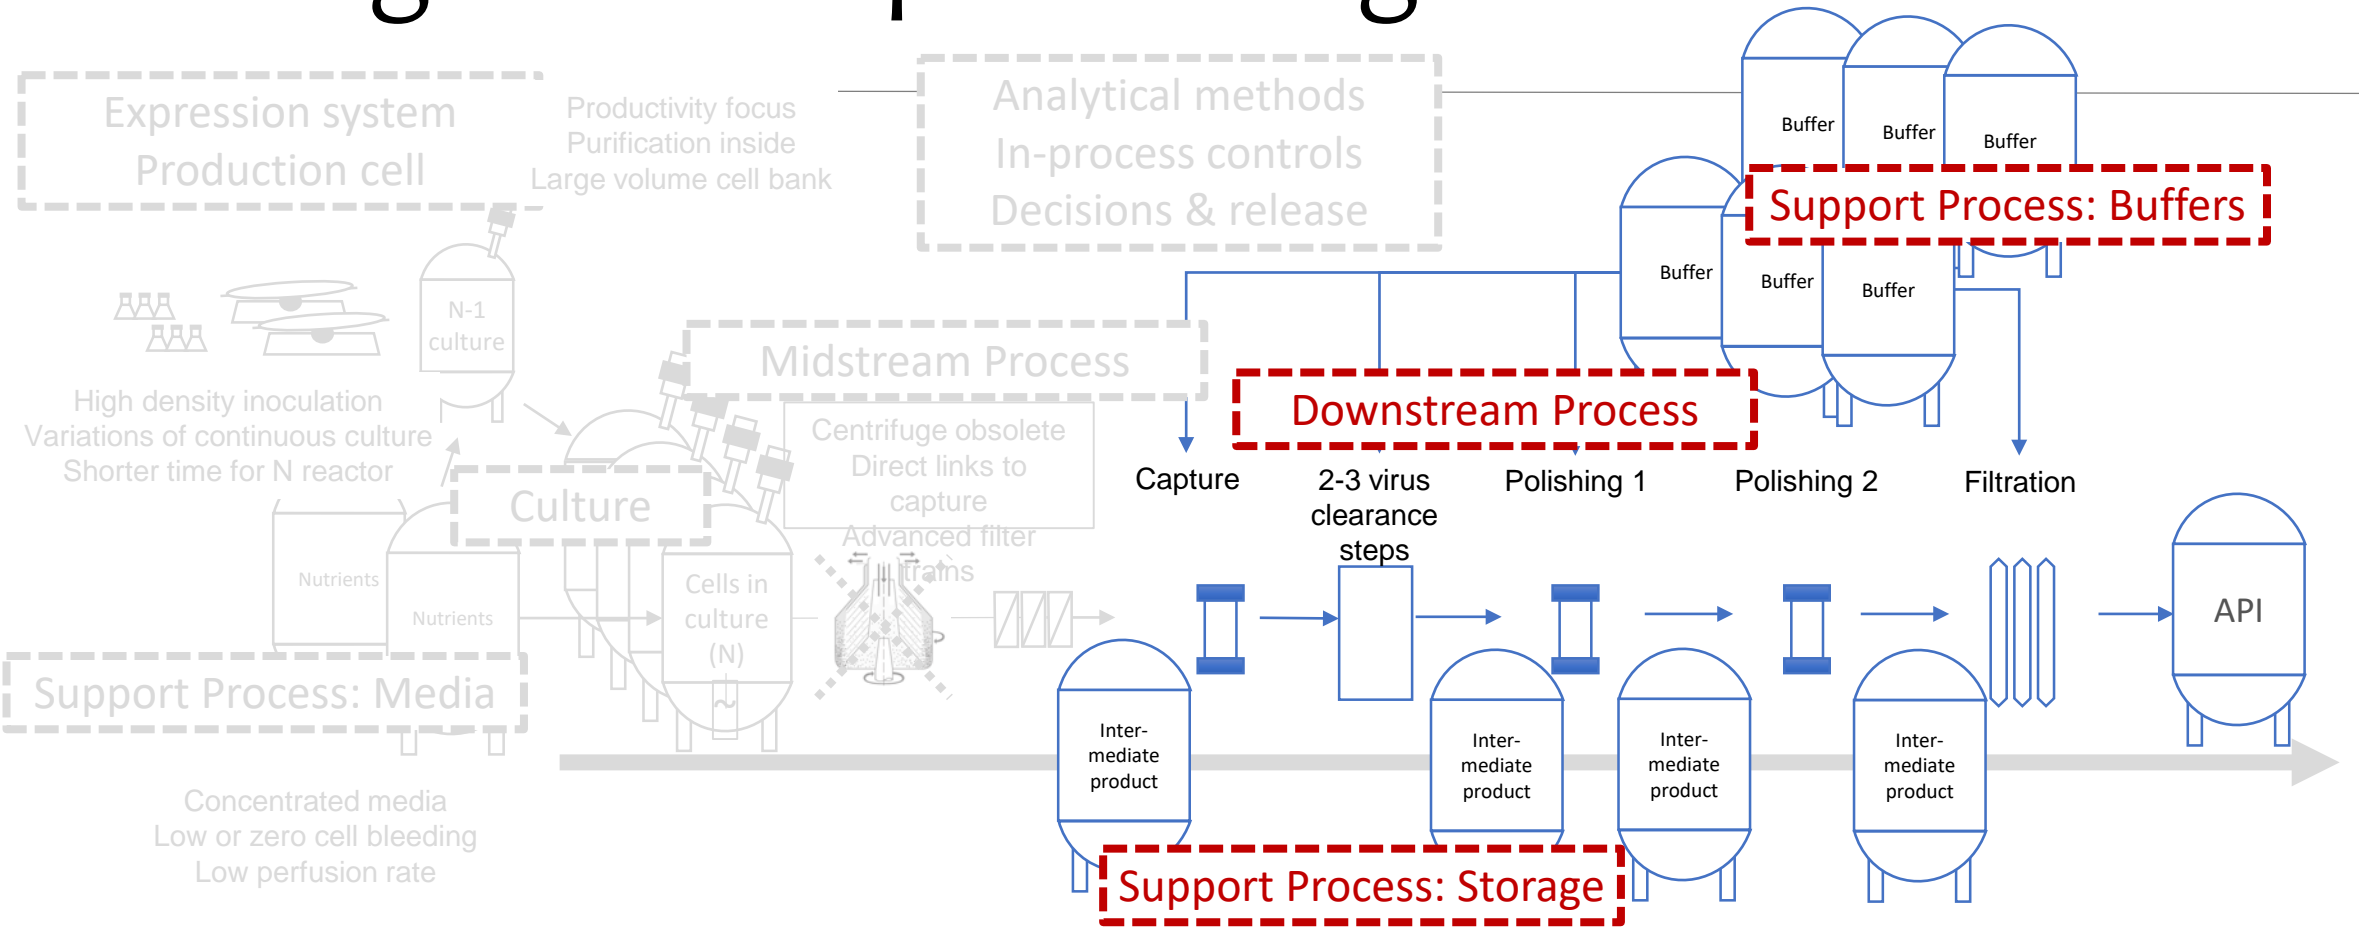 Expression system
Production cell
Productivity focus
Purification inside
Large volume cell bank
Analytical methods
In-process controls
Decisions & release
Buffer
Buffer
Buffer
Support Process: Buffers
Buffer
Buffer
Buffer
N-1
culture
Midstream Process
High density inoculation
Variations of continuous culture
Shorter time for N reactor
Downstream Process
Centrifuge obsolete
Direct links to
capture
Advanced filter
trains
Culture
Capture
2-3 virus
clearance
steps
Polishing 1
Polishing 2
Filtration
Nutrients
Nutrients
Cells in
culture
(N)
API
Support Process: Media
Inter-
mediate
product
Inter-
mediate
product
Inter-
mediate
product
Inter-
mediate
product
Concentrated media
Low or zero cell bleeding
Low perfusion rate
Support Process: Storage